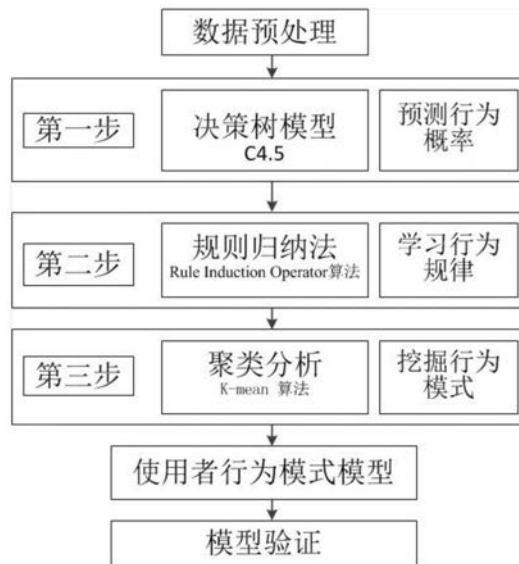 数据预处理
第一步
决策树模型
C4.5
预测行为
概率
第二步
规则归纳法
Rule Induction Operator算法
学习行为
规律
第三步
聚类分析
K-mean 算法
挖掘行为
模式
使用者行为模式模型
模型验证